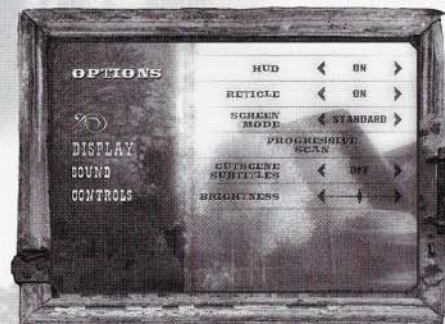 OPTIONS
DISPLAY
SOUND
CONTROLS
HUD ON
RETICLE ON
SCREEN
MODE STANDARD
PROGRESSIVE
SCAN
CUTSCENE
SUBTITLES OFF
BRIGHTNESS